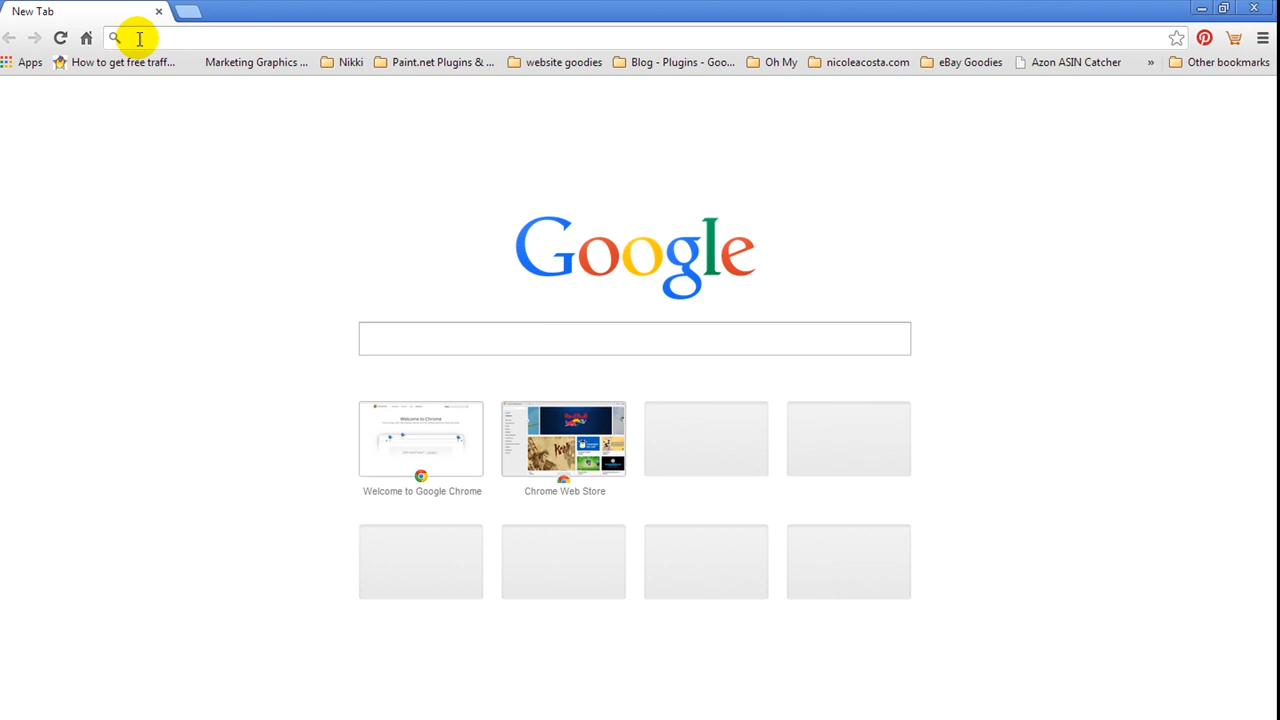 New Tab
Apps How to get free traff... Marketing Graphics ... Nikki Paint.net Plugins & ... website goodies Blog - Plugins - Goo... Oh My nicoleacosta.com eBay Goodies Azon ASIN Catcher » Other bookmarks
Google
Welcome to Google Chrome Chrome Web Store